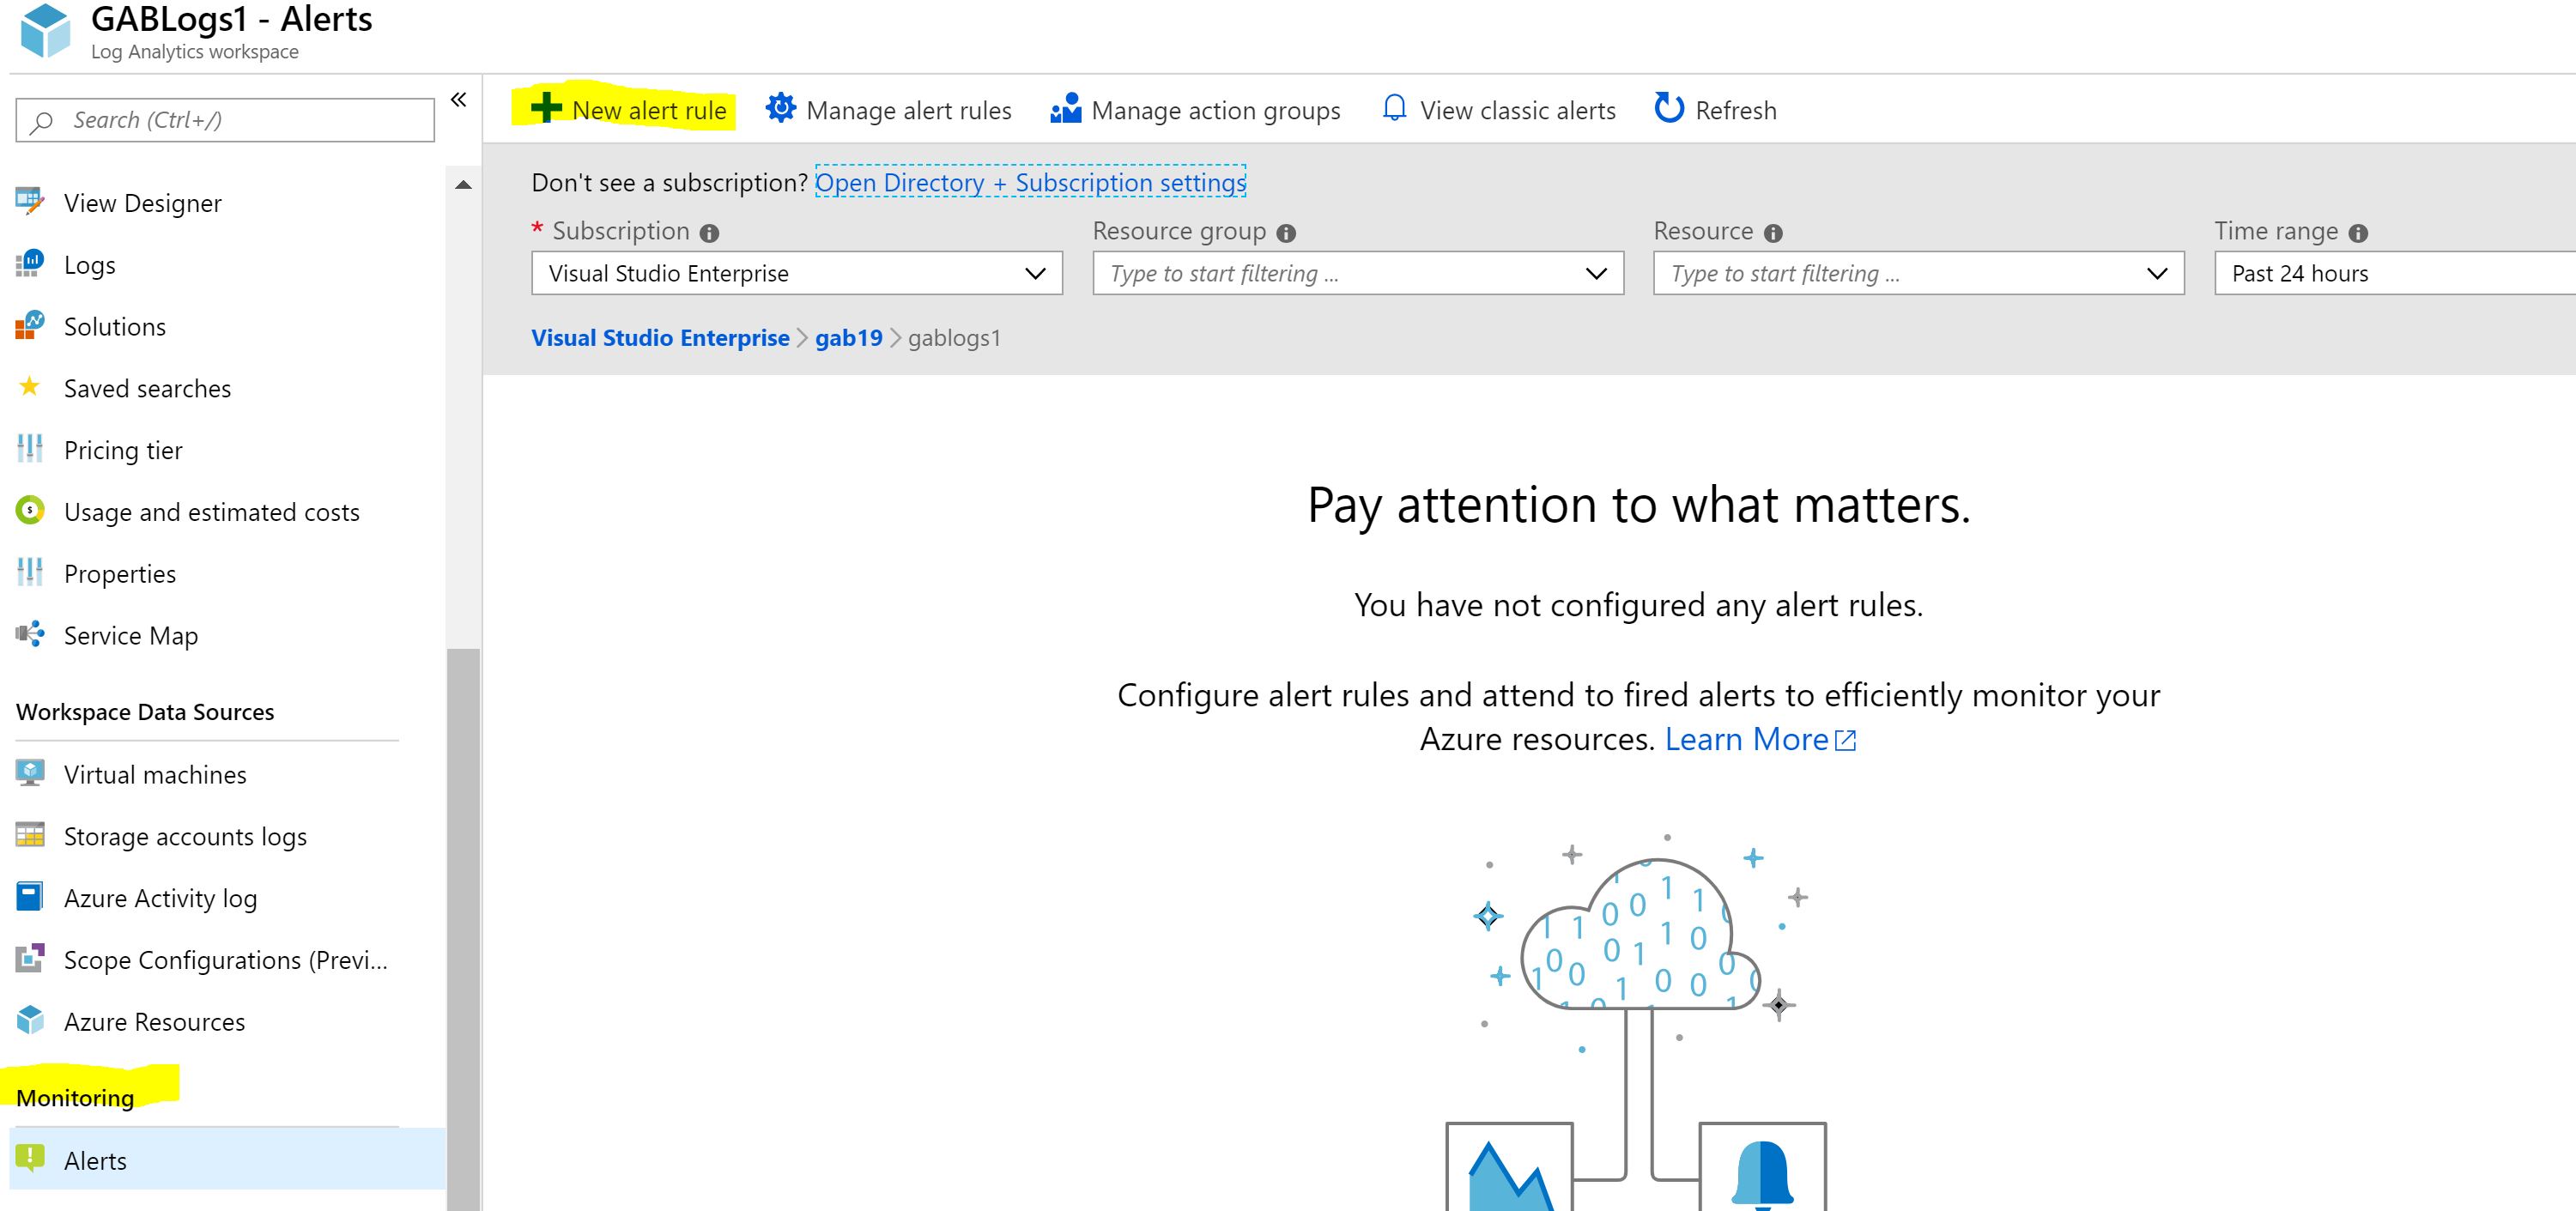 GABLogs1 - Alerts
Log Analytics workspace
Search (Ctrl+/)
«
View Designer
Logs
Solutions
Saved searches
Pricing tier
Usage and estimated costs
Properties
Service Map
Workspace Data Sources
Virtual machines
Storage accounts logs
Azure Activity log
Scope Configurations (Previ...
Azure Resources
Monitoring
Alerts
New alert rule Manage alert rules Manage action groups View classic alerts Refresh
Don't see a subscription? Open Directory + Subscription settings
* Subscription Resource group Resource Time range
Visual Studio Enterprise Type to start filtering ... Type to start filtering ... Past 24 hours
Visual Studio Enterprise > gab19 > gablogs1
Pay attention to what matters.
You have not configured any alert rules.
Configure alert rules and attend to fired alerts to efficiently monitor your
Azure resources. Learn More